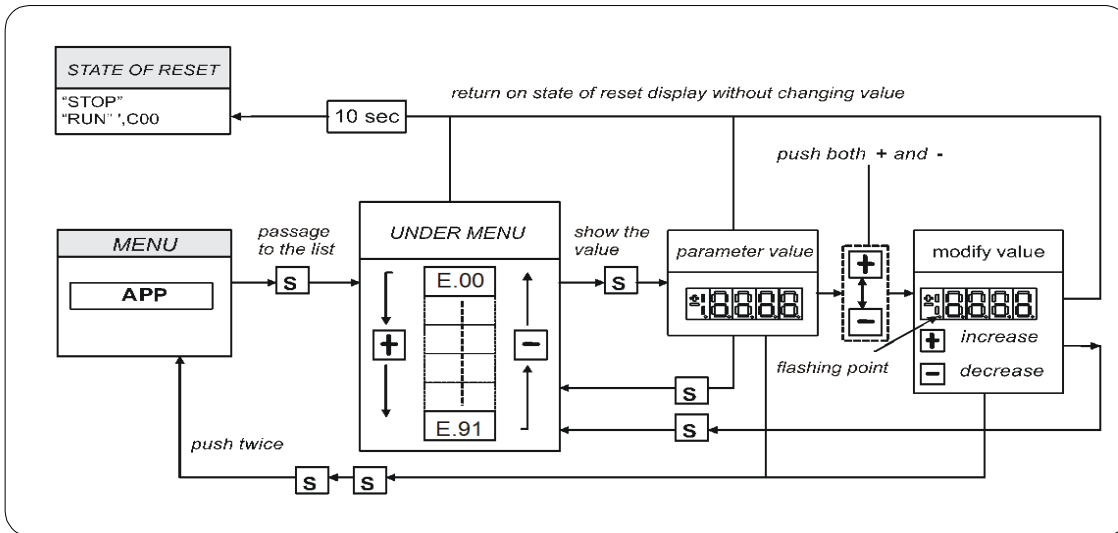 STATE OF RESET
"STOP"
"RUN" ',C00
return on state of reset display without changing value
10 sec
push both + and -
MENU
APP
passage
to the list
S
UNDER MENU
+
E.00
E.91
-
show the
value
S
parameter value
+
-
modify value
+ increase
- decrease
flashing point
S
S
push twice
S S